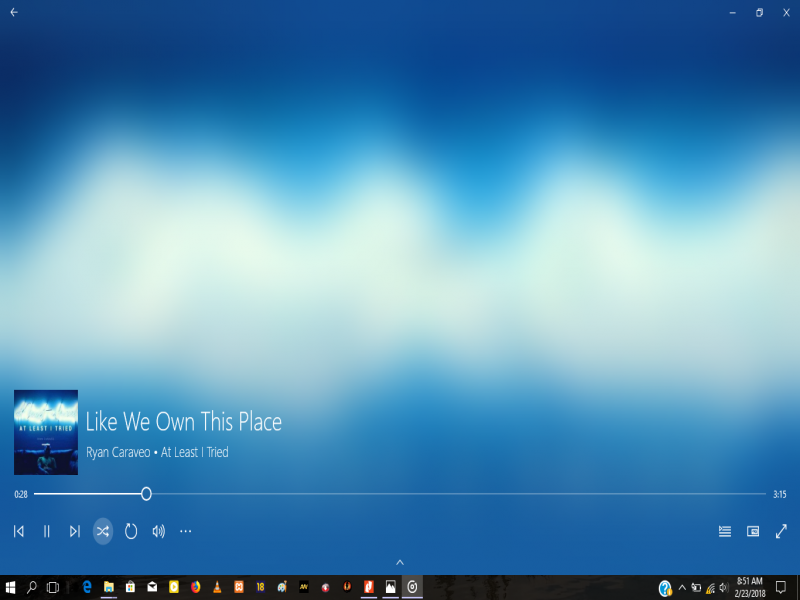 AT LEAST I TRIED
Like We Own This Place
Ryan Caraveo • At Least I Tried
0:28
3:15
18
8:51 AM
2/23/2018